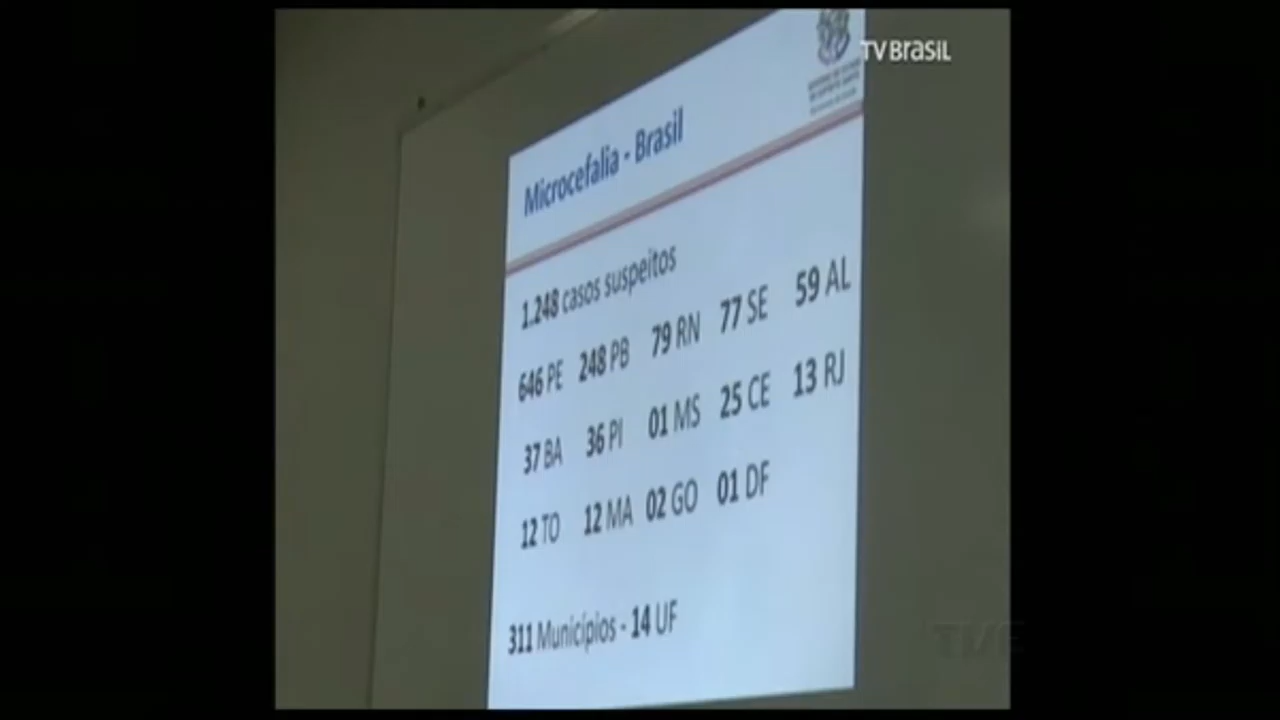 TV BRASIL
Microcefalia - Brasil
1.248 casos suspeitos
646 PE 248 PB 79 RN 77 SE 59 AL
37 BA 36 PI 01 MS 25 CE 13 RJ
12 TO 12 MA 02 GO 01 DF
311 Municípios - 14 UF
TVE